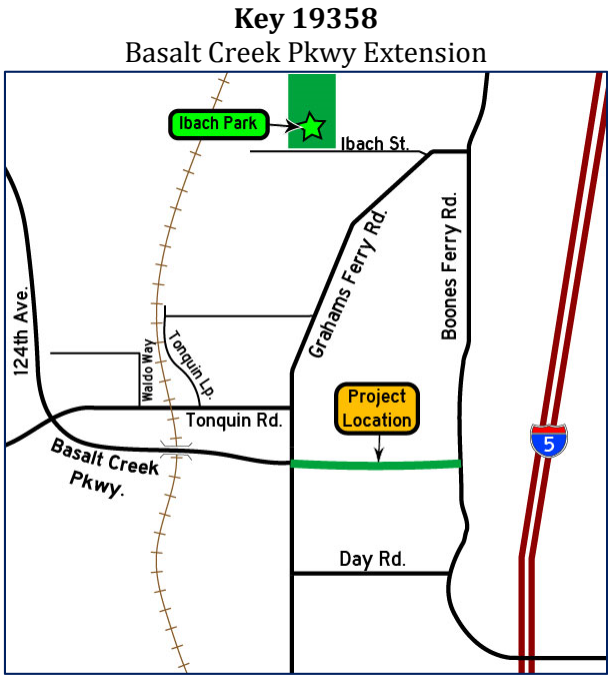 Key 19358
Basalt Creek Pkwy Extension
Ibach Park
Ibach St.
Grahams Ferry Rd.
Boones Ferry Rd.
124th Ave.
Waldo Way
Tonquin Lp.
Project
Location
Tonquin Rd.
5
Basalt Creek
Pkwy.
Day Rd.